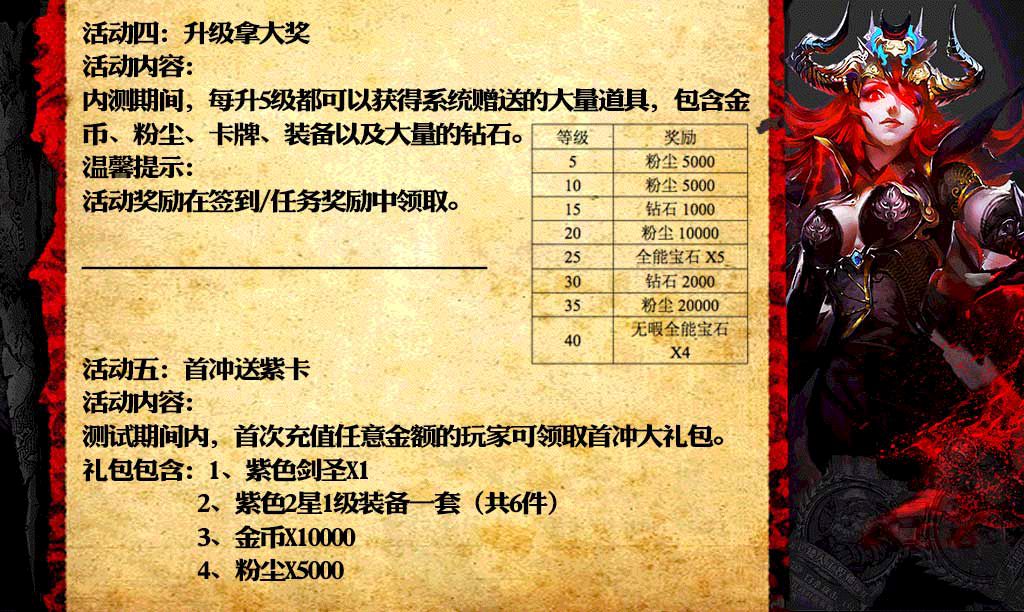 活动四：升级拿大奖
活动内容：
内测期间，每升5级都可以获得系统赠送的大量道具，包含金
币、粉尘、卡牌、装备以及大量的钻石。
温馨提示：
活动奖励在签到/任务奖励中领取。
等级 奖励
5 粉尘 5000
10 粉尘 5000
15 钻石 1000
20 粉尘 10000
25 全能宝石 X5
30 钻石 2000
35 粉尘 20000
40 无暇全能宝石
X4
活动五：首冲送紫卡
活动内容：
测试期间内，首次充值任意金额的玩家可领取首冲大礼包。
礼包包含：1、紫色剑圣X1
2、紫色2星1级装备一套（共6件）
3、金币X10000
4、粉尘X5000